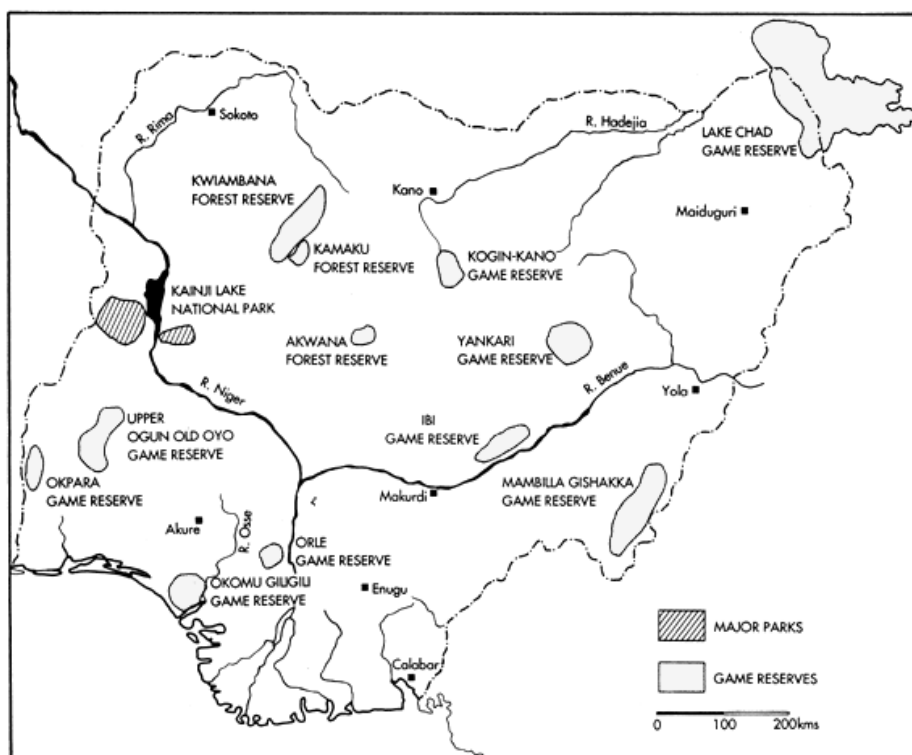 R. Rima
Sokoto
R. Hadejia
LAKE CHAD
GAME RESERVE
KWIAMBANA
FOREST RESERVE
Kano
Maiduguri
KAMAKU
FOREST RESERVE
KOGIN-KANO
GAME RESERVE
KAINJI LAKE
NATIONAL PARK
AKWANA
FOREST RESERVE
YANKARI
GAME RESERVE
R. Niger
R. Benue
Yola
UPPER
OGUN OLD OYO
GAME RESERVE
IBI
GAME RESERVE
OKPARA
GAME RESERVE
Makurdi
MAMBILLA GISHAKKA
GAME RESERVE
Akure
R. Osse
ORLE
GAME RESERVE
OKOMU GILIGILI
GAME RESERVE
Enugu
MAJOR PARKS
Calabar
GAME RESERVES
0 100 200kms